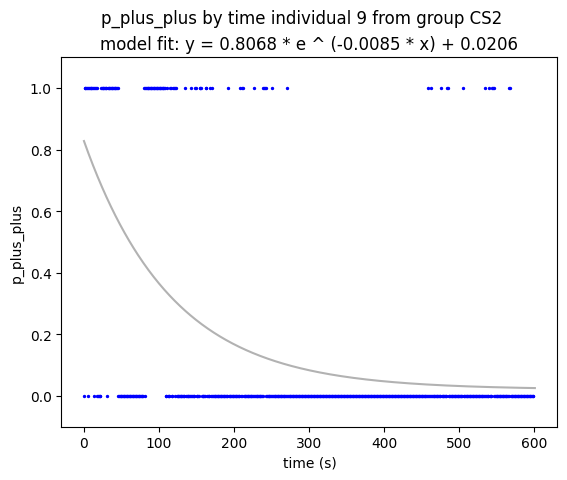 p_plus_plus by time individual 9 from group CS2
model fit: y = 0.8068 * e ^ (-0.0085 * x) + 0.0206
1.0
0.8
0.6
0.4
0.2
0.0
p_plus_plus
0 100 200 300 400 500 600
time (s)